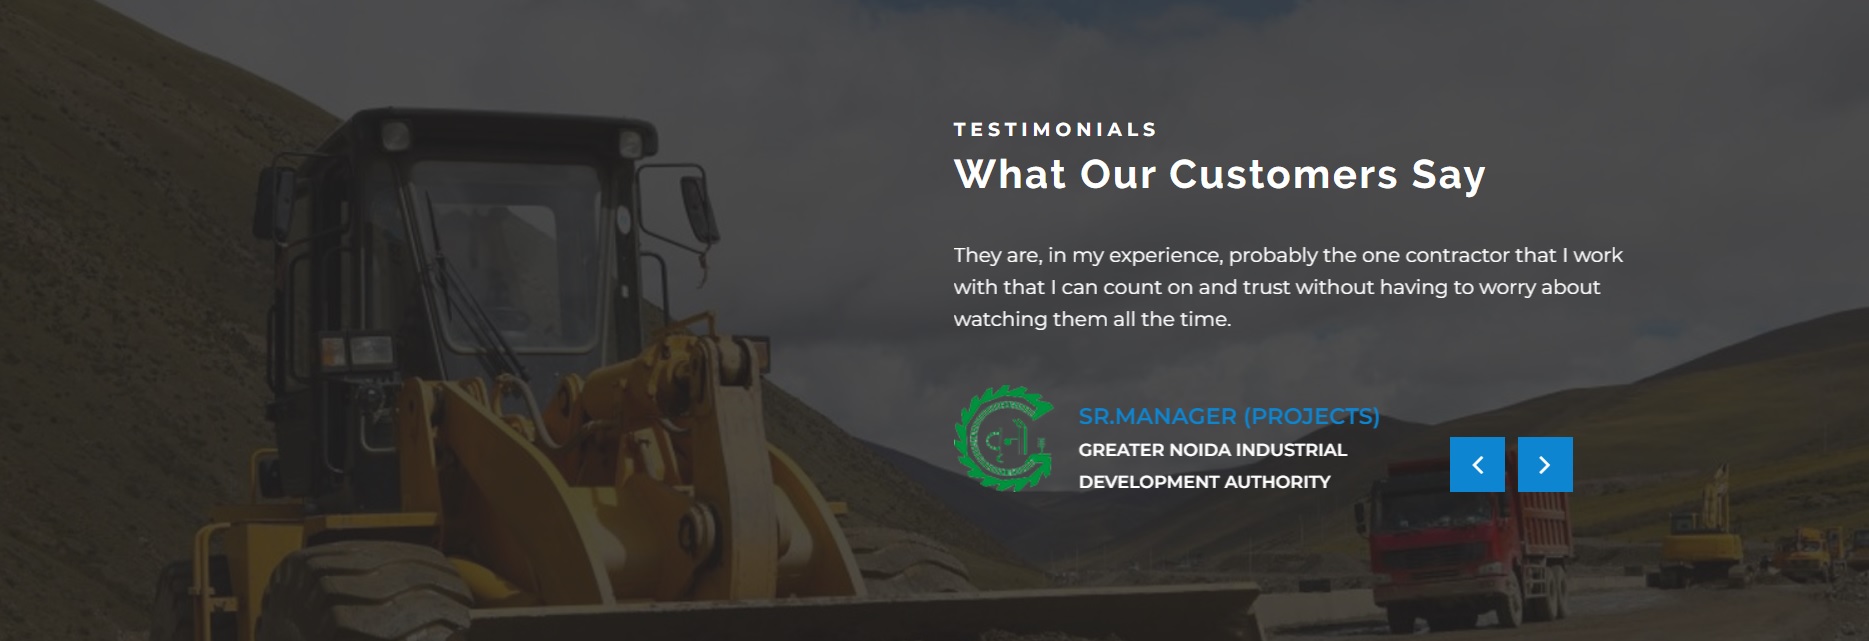 TESTIMONIALS
What Our Customers Say
They are, in my experience, probably the one contractor that I work
with that I can count on and trust without having to worry about
watching them all the time.
SR.MANAGER (PROJECTS)
GREATER NOIDA INDUSTRIAL
DEVELOPMENT AUTHORITY